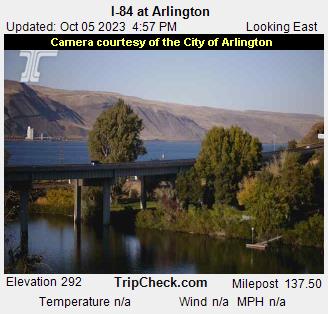 I-84 at Arlington
Updated: Oct 05 2023 4:57 PM Looking East
Camera courtesy of the City of Arlington
Elevation 292 TripCheck.com Milepost 137.50
Temperature n/a Wind n/a MPH n/a